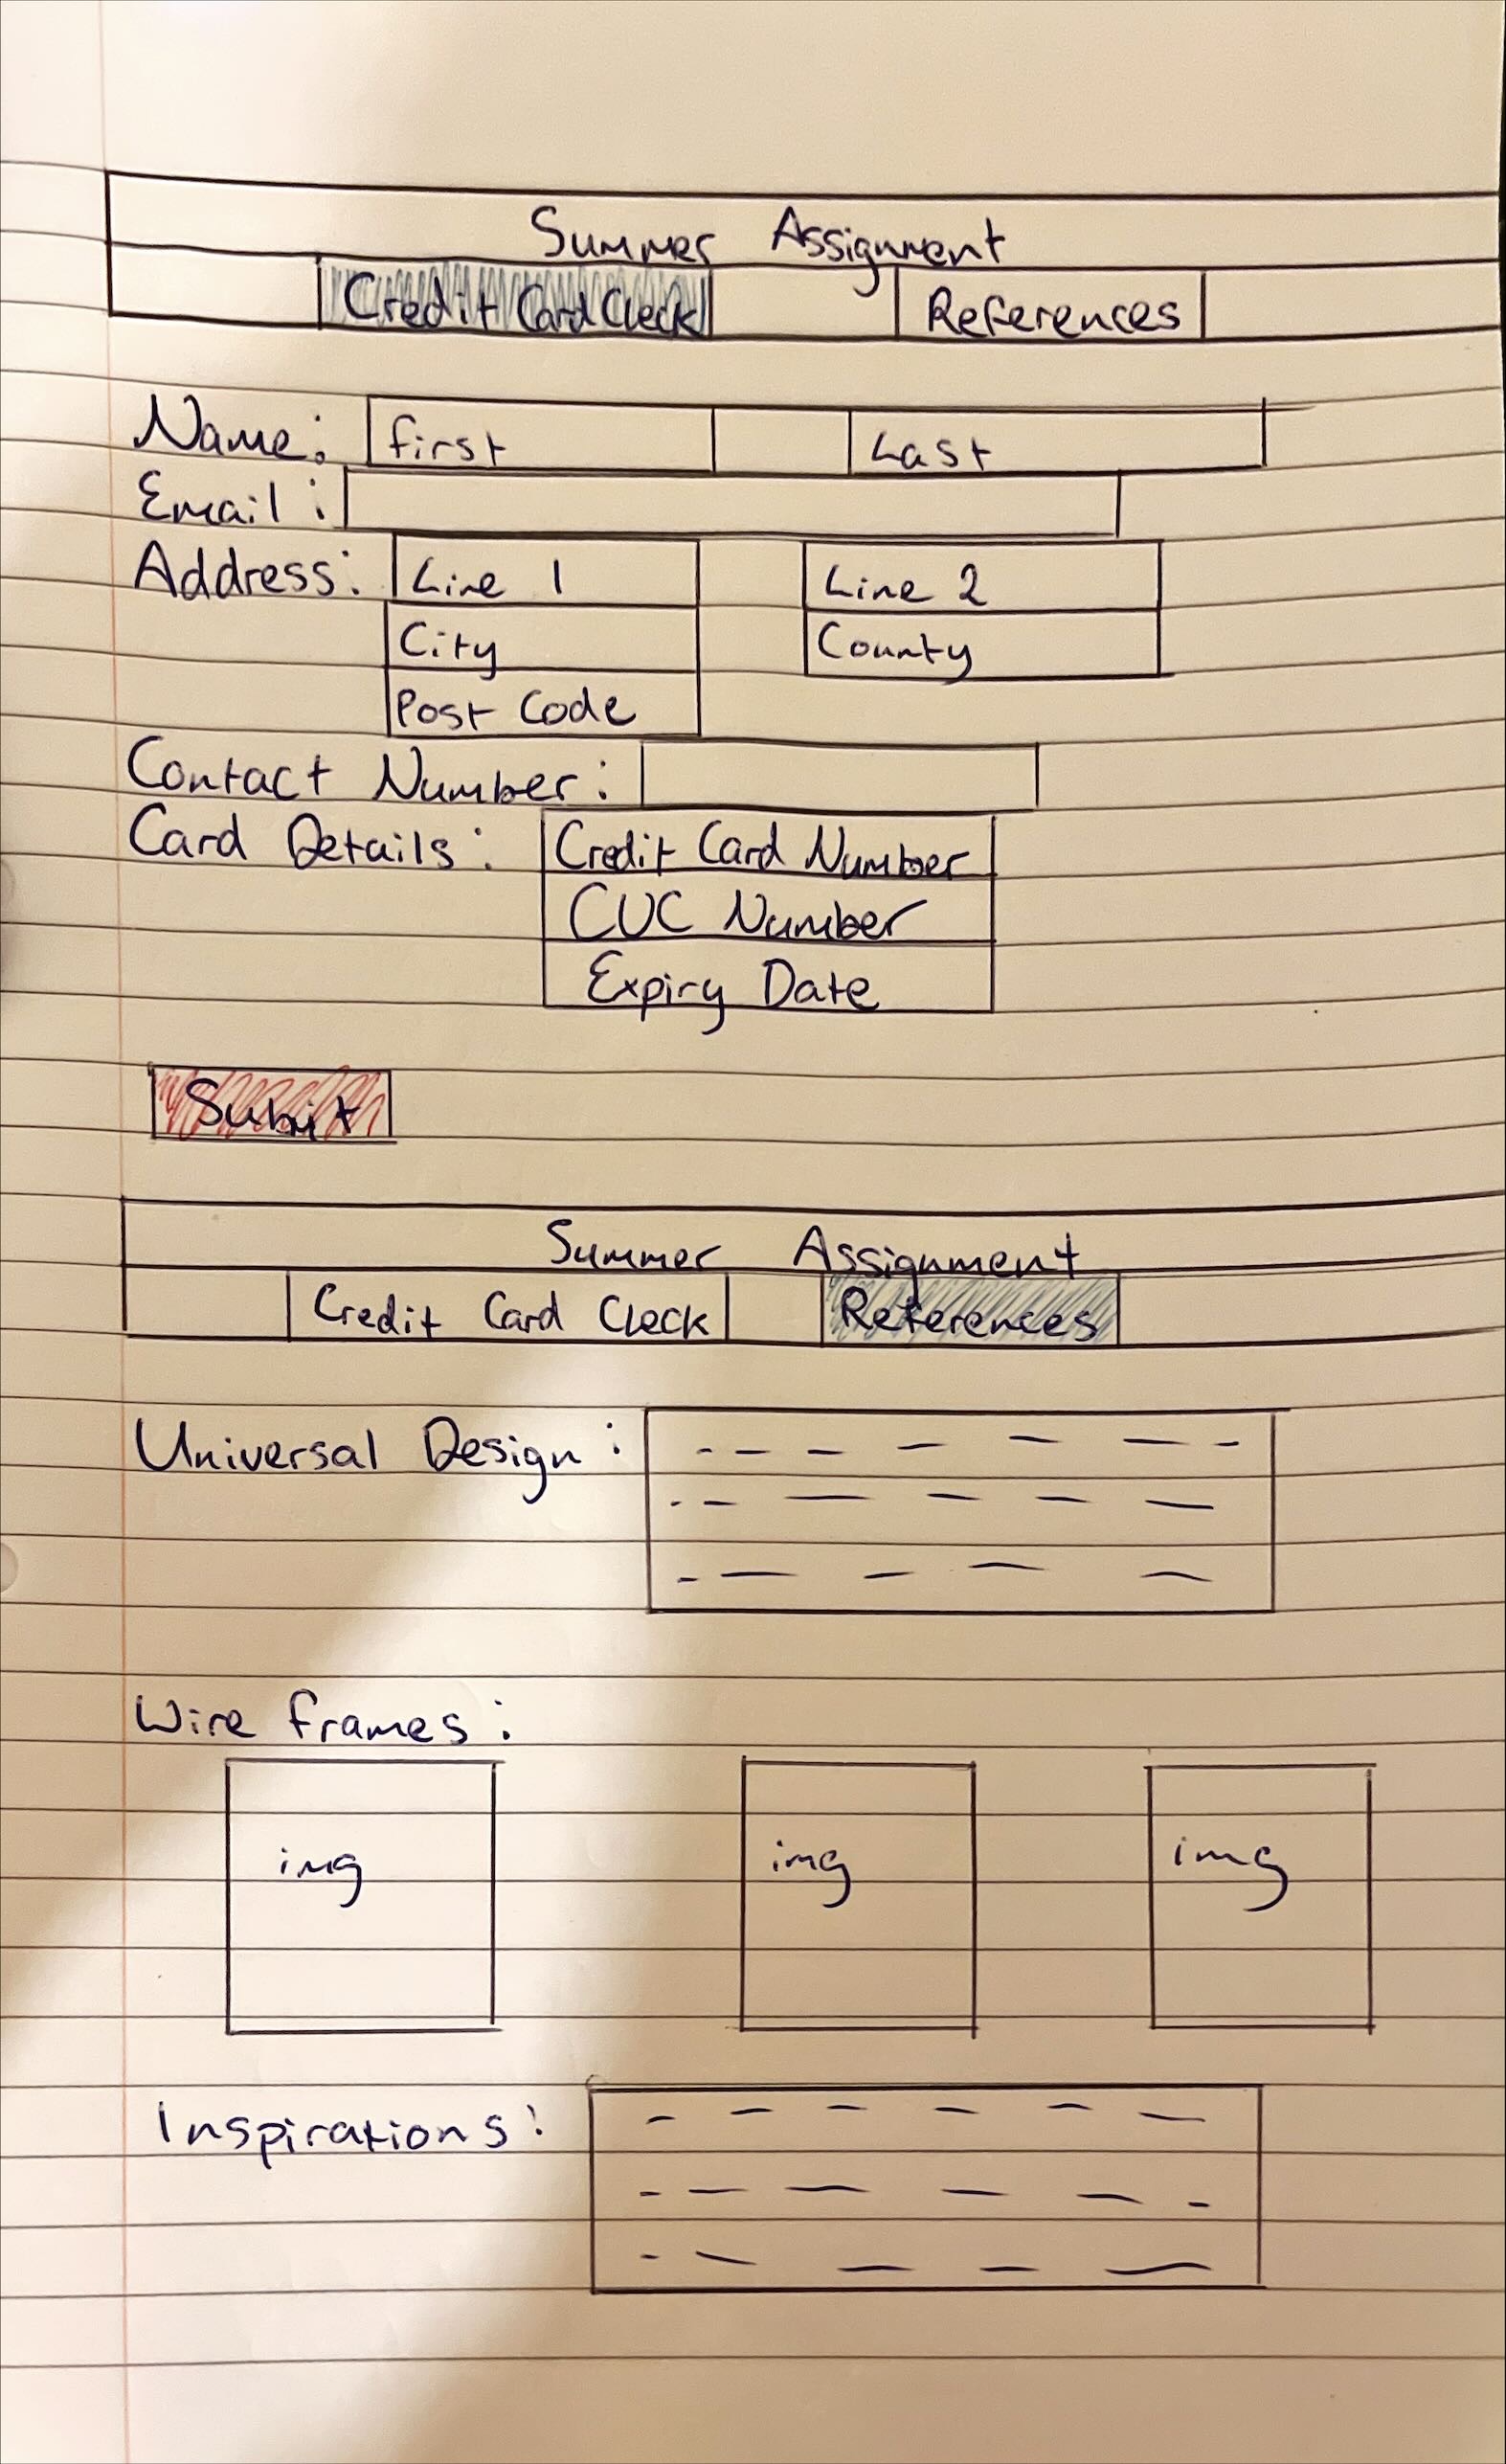 Summer Assignment
Credit Card Check References
Name: First Last
Email:
Address: Line 1 Line 2
City County
Post Code
Contact Number:
Card Details: Credit Card Number
CVC Number
Expiry Date
Submit
Summer Assignment
Credit Card Check References
Universal Design:
Wire frames:
img img img
Inspirations: